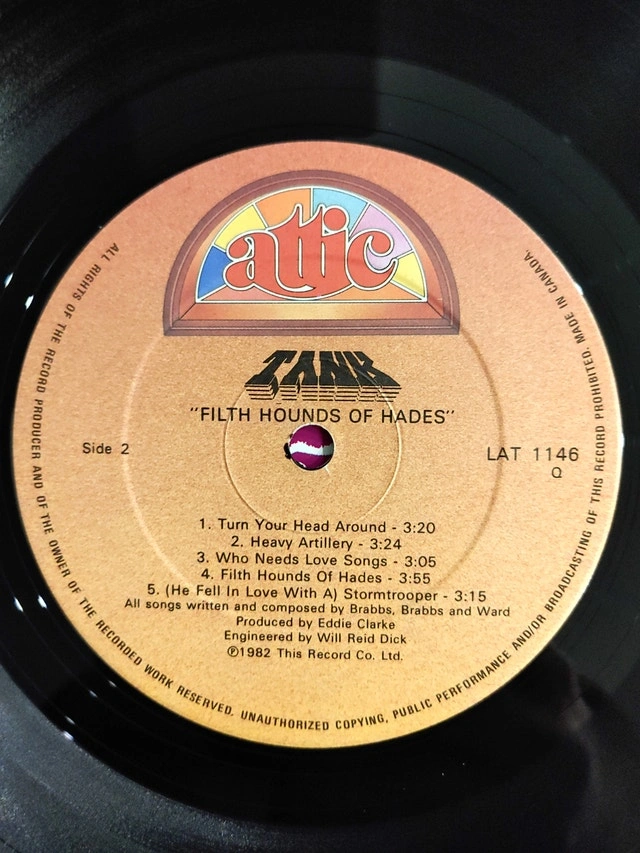 attic
TANK
"FILTH HOUNDS OF HADES"
Side 2
LAT 1146
Q
1. Turn Your Head Around - 3:20
2. Heavy Artillery - 3:24
3. Who Needs Love Songs - 3:05
4. Filth Hounds Of Hades - 3:55
5. (He Fell In Love With A) Stormtrooper - 3:15
All songs written and composed by Brabbs, Brabbs and Ward
Produced by Eddie Clarke
Engineered by Will Reid Dick
℗1982 This Record Co. Ltd.
ALL RIGHTS OF THE RECORD PRODUCER AND OF THE OWNER OF THE RECORDED WORK RESERVED. UNAUTHORIZED COPYING, PUBLIC PERFORMANCE AND/OR BROADCASTING OF THIS RECORD PROHIBITED. MADE IN CANADA.